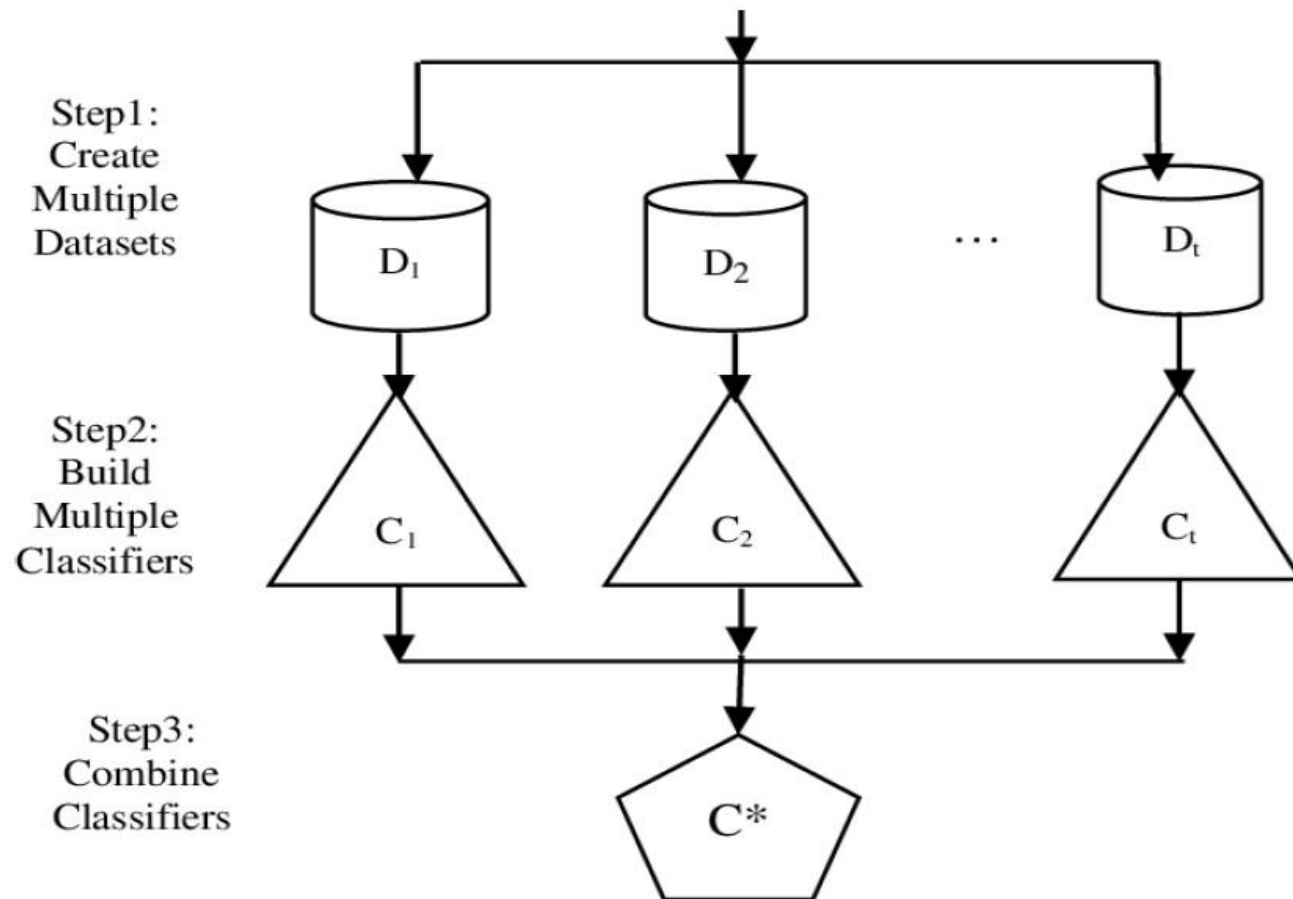 Step1:
Create
Multiple
Datasets
D₁
D₂
...
Dₜ
Step2:
Build
Multiple
Classifiers
C₁
C₂
Cₜ
Step3:
Combine
Classifiers
C*